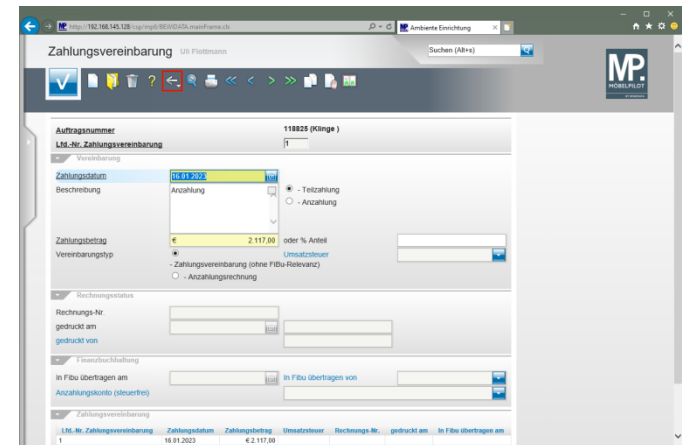 http://192.168.145.128/csp/mp6/BEWIDATA.mainFrame.cls
Ambiente Einrichtung
Zahlungsvereinbarung Uli Flottmann
Suchen (Alt+s)
MP.
MÖBELPILOT
Auftragsnummer 118825 (Klinge )
Lfd.-Nr. Zahlungsvereinbarung 1
Vereinbarung
Zahlungsdatum 16.01.2023
Beschreibung Anzahlung - Teilzahlung
- Anzahlung
Zahlungsbetrag € 2.117,00 oder % Anteil
Vereinbarungstyp Umsatzsteuer
- Zahlungsvereinbarung (ohne FIBu-Relevanz)
- Anzahlungsrechnung
Rechnungsstatus
Rechnungs-Nr.
gedruckt am
gedruckt von
Finanzbuchhaltung
In Fibu übertragen am In Fibu übertragen von
Anzahlungskonto (steuerfrei)
Zahlungsvereinbarung
Lfd.-Nr. Zahlungsvereinbarung Zahlungsdatum Zahlungsbetrag Umsatzsteuer Rechnungs-Nr. gedruckt am In Fibu übertragen am
1 16.01.2023 € 2.117,00